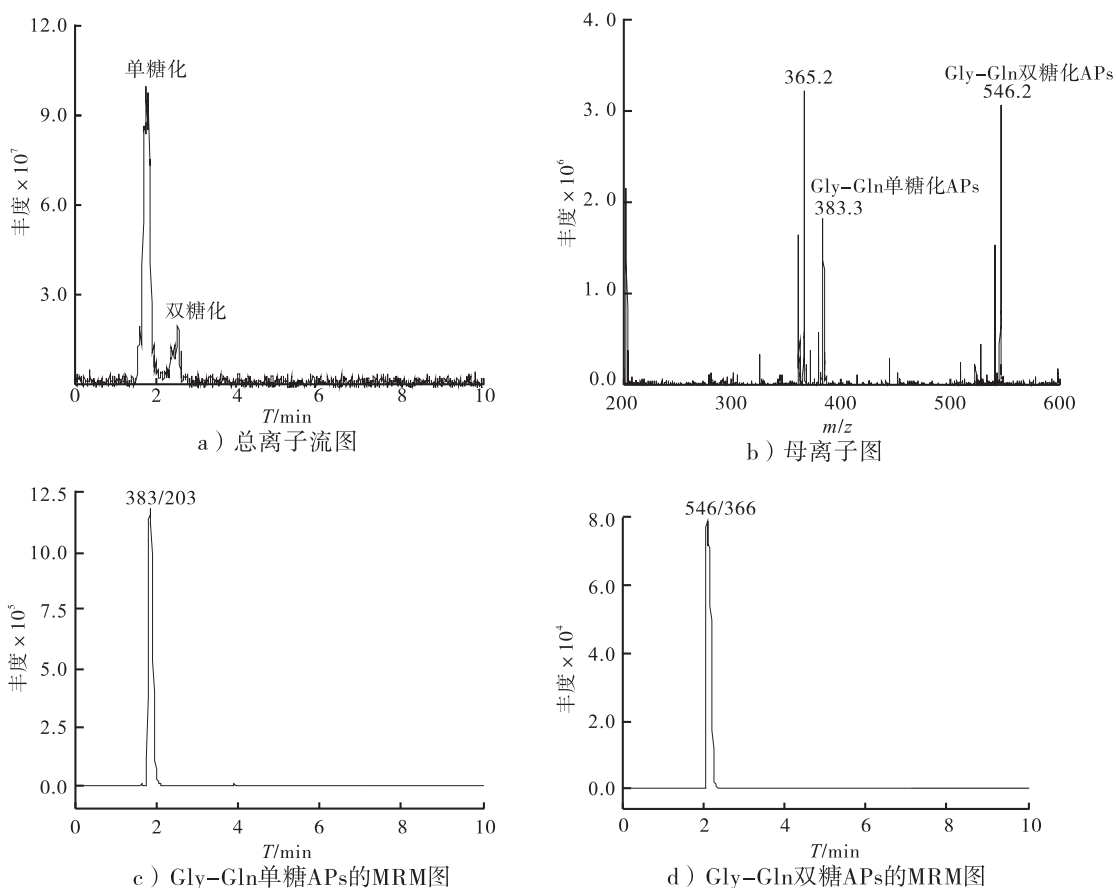 12.0
9.0
6.0
3.0
丰度×10⁷
单糖化
双糖化
0 2 4 6 8 10
T/min
a）总离子流图
4.0
3.0
2.0
1.0
0.0
丰度×10⁶
365.2
Gly-Gln双糖化APs
546.2
Gly-Gln单糖化APs
383.3
200 300 400 500 600
m/z
b）母离子图
12.5
10.0
7.5
5.0
2.5
0.0
丰度×10⁵
383/203
0 2 4 6 8 10
T/min
c）Gly-Gln单糖APs的MRM图
8.0
6.0
4.0
2.0
0.0
丰度×10⁴
546/366
0 2 4 6 8 10
T/min
d）Gly-Gln双糖APs的MRM图